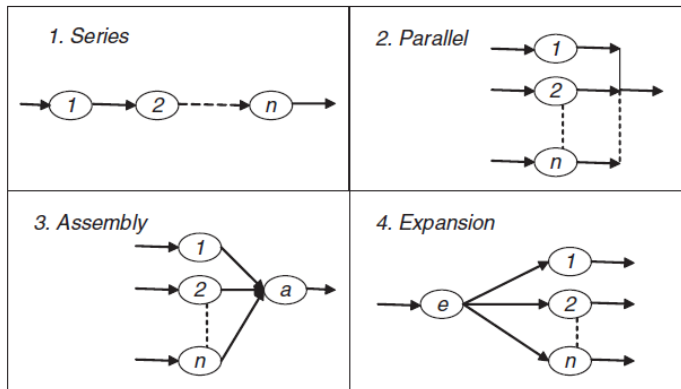 1. Series
1 2 n
2. Parallel
1
2
n
3. Assembly
1
2 a
n
4. Expansion
1
e 2
n